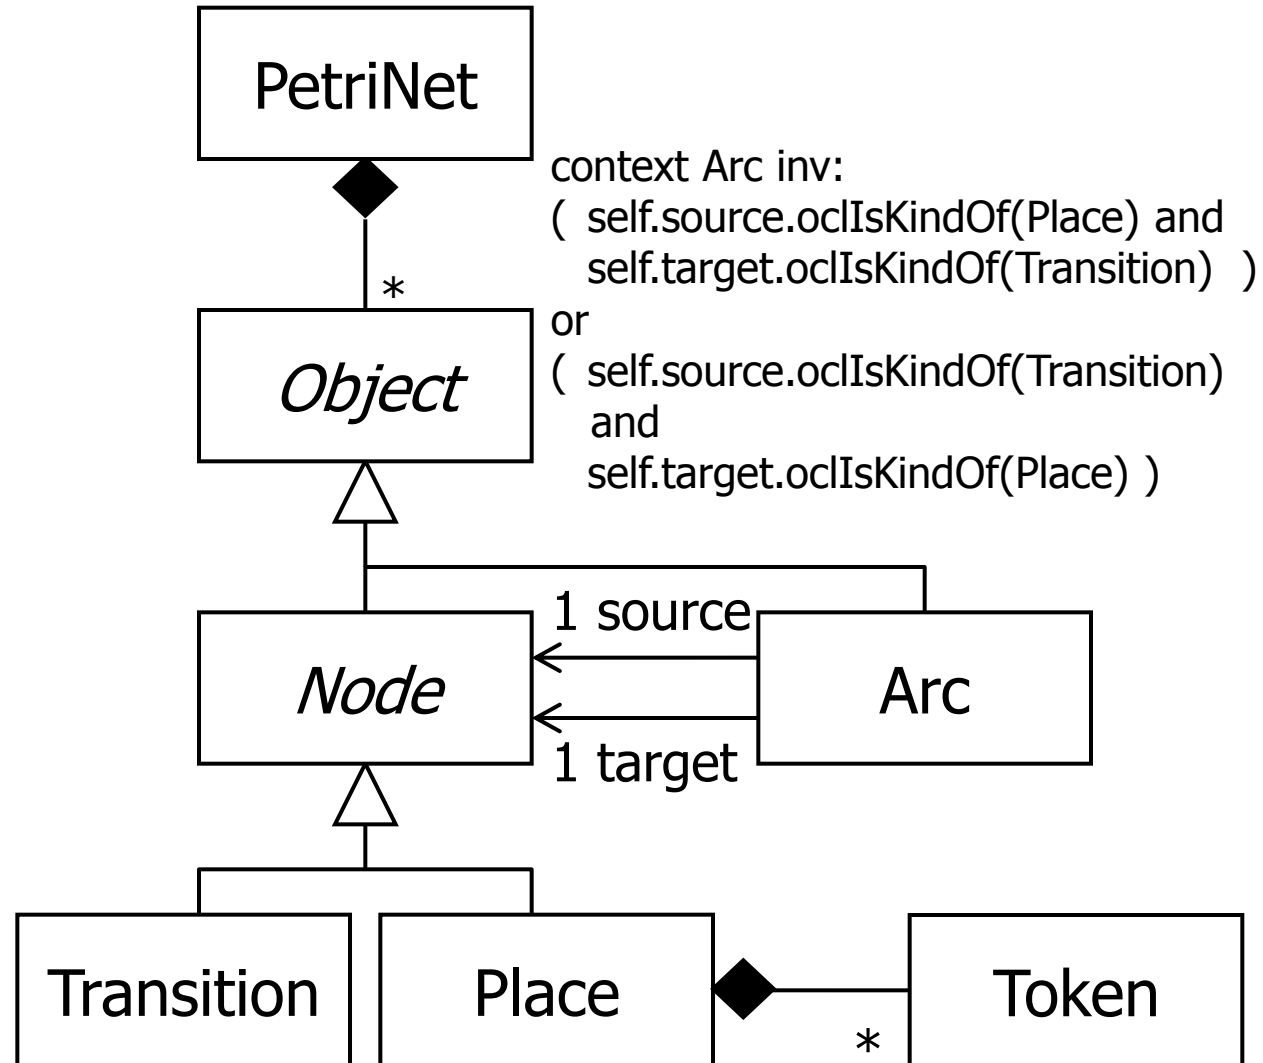 PetriNet
context Arc inv:
( self.source.oclIsKindOf(Place) and
self.target.oclIsKindOf(Transition) )
or
( self.source.oclIsKindOf(Transition)
and
self.target.oclIsKindOf(Place) )
*
Object
1 source
Node
Arc
1 target
Transition
Place
Token
*